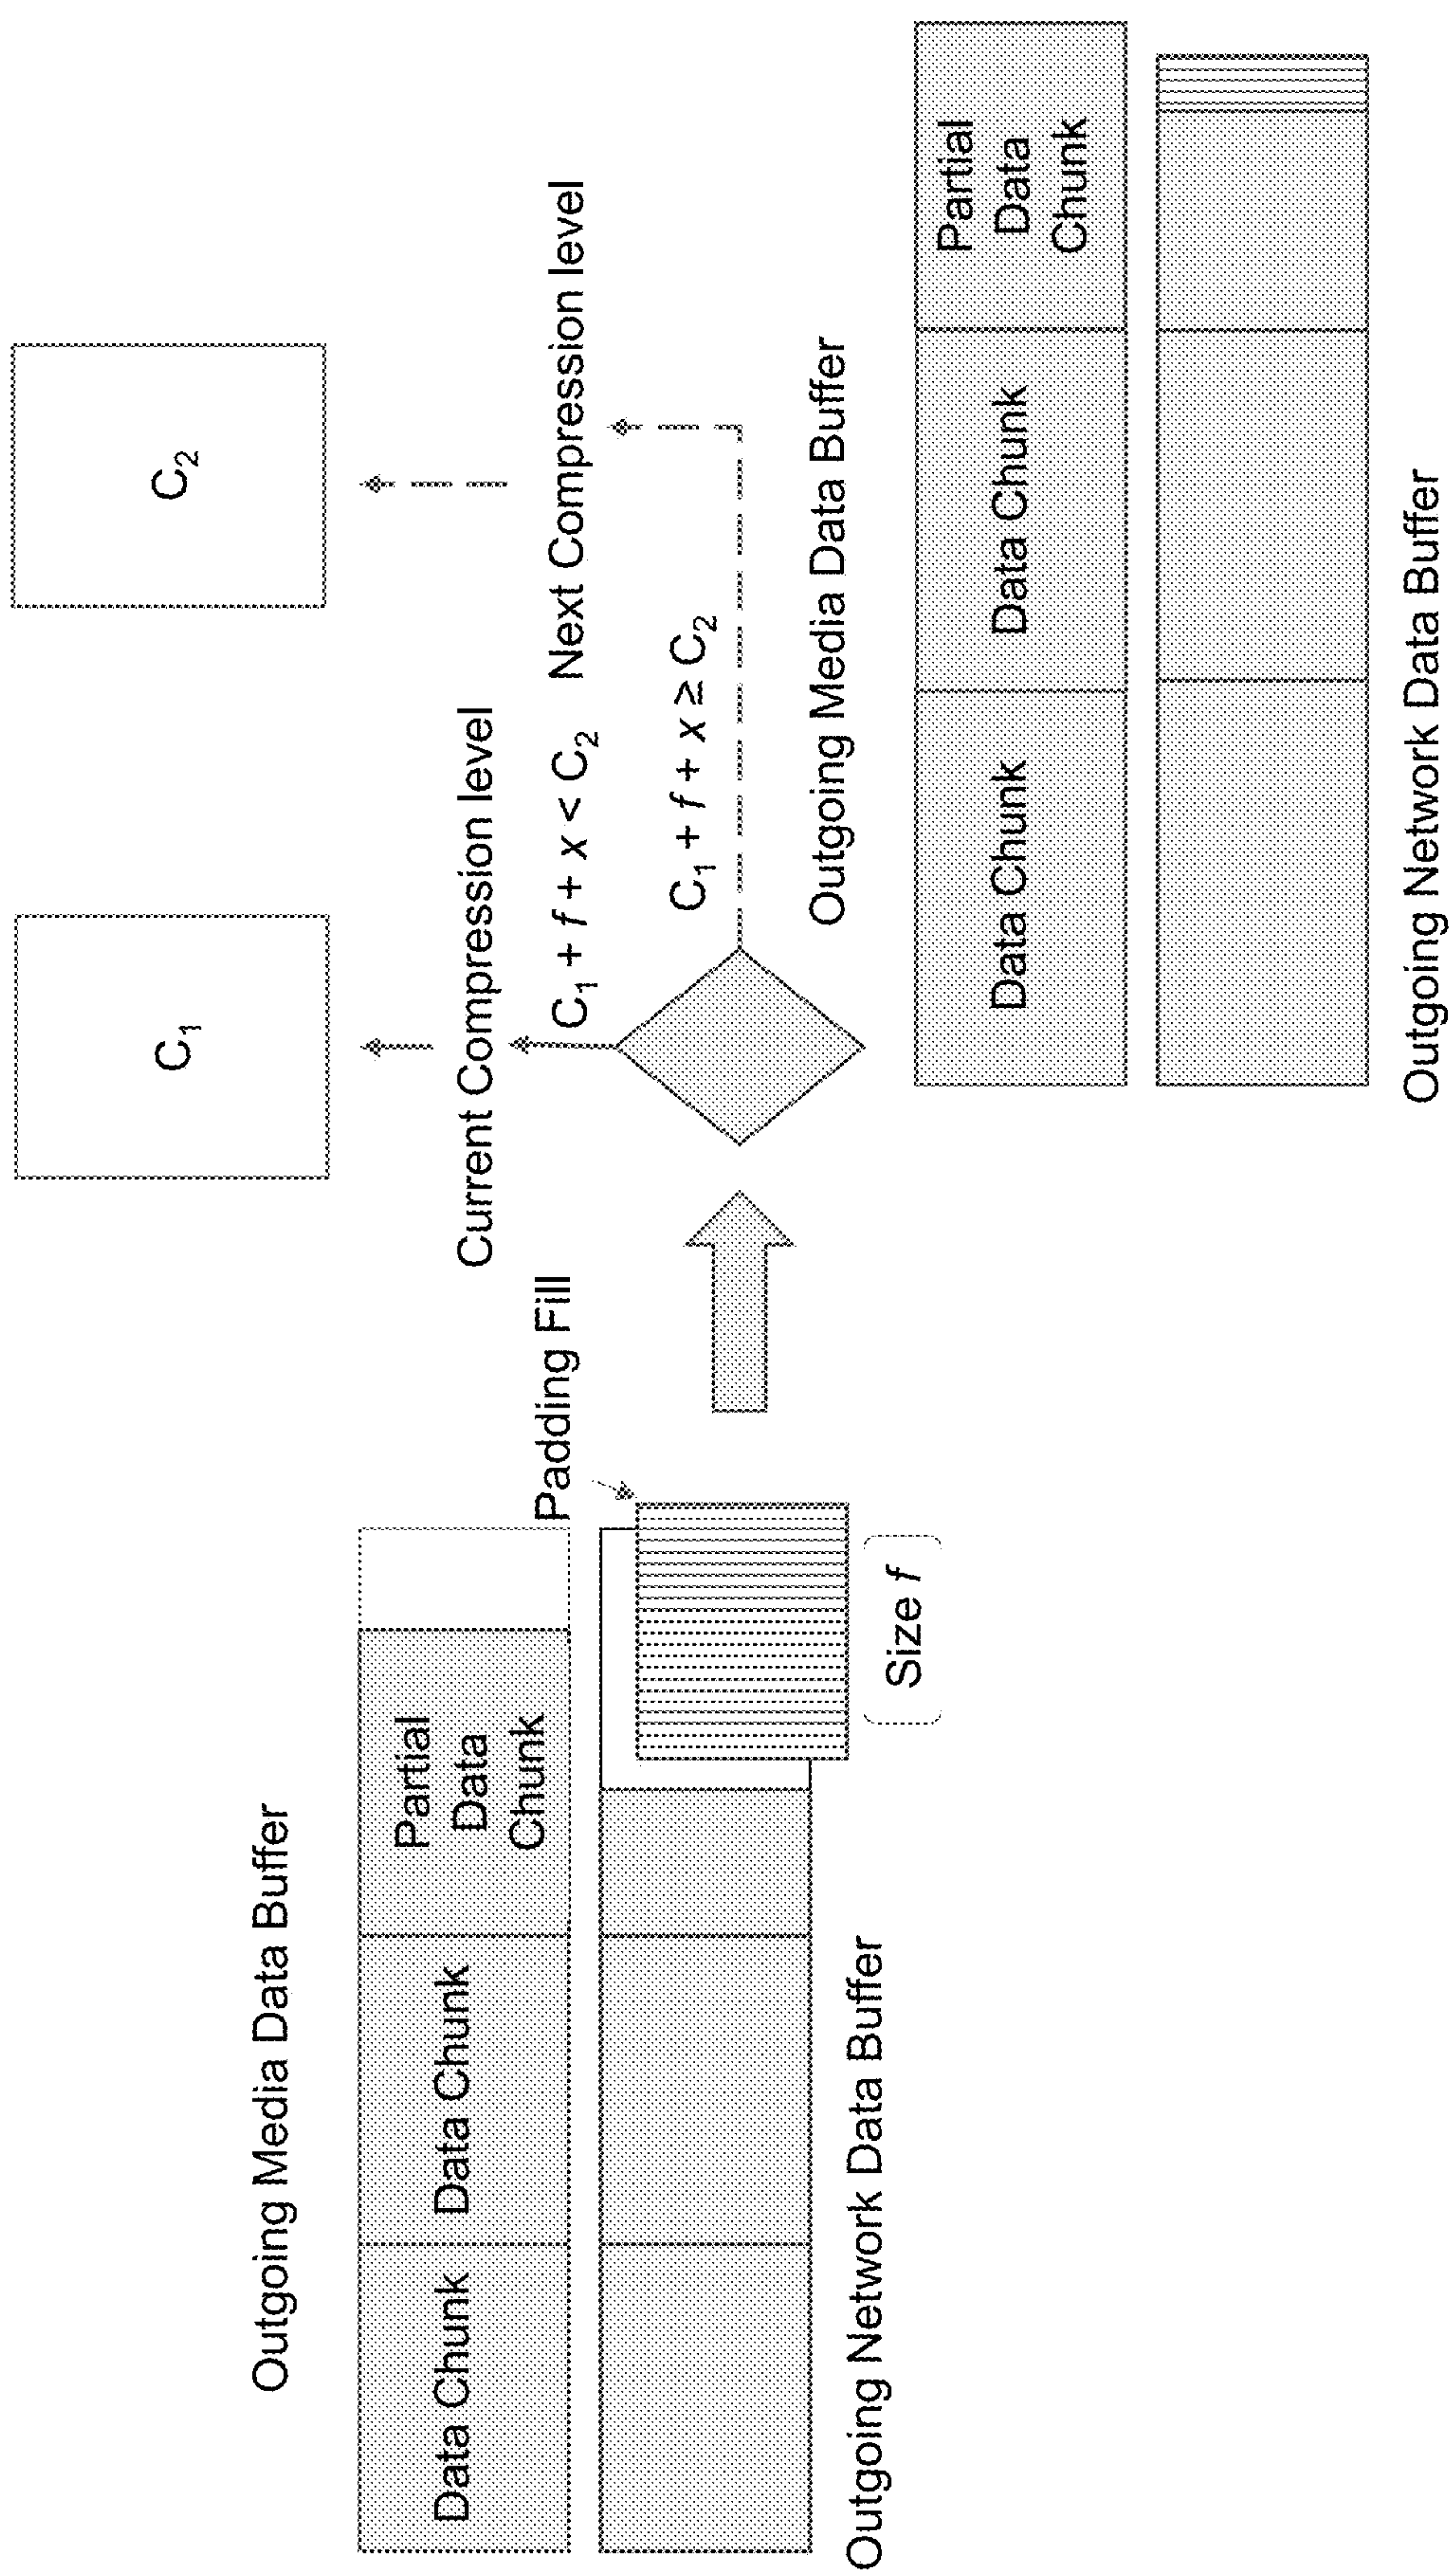 C₁
C₂
Current Compression level
Next Compression level
C₁ + f + x < C₂
C₁ + f + x ≥ C₂
Padding Fill
Outgoing Media Data Buffer
Data Chunk
Data Chunk
Partial
Data
Chunk
Size f
Outgoing Network Data Buffer
Outgoing Media Data Buffer
Data Chunk
Data Chunk
Partial
Data
Chunk
Outgoing Network Data Buffer